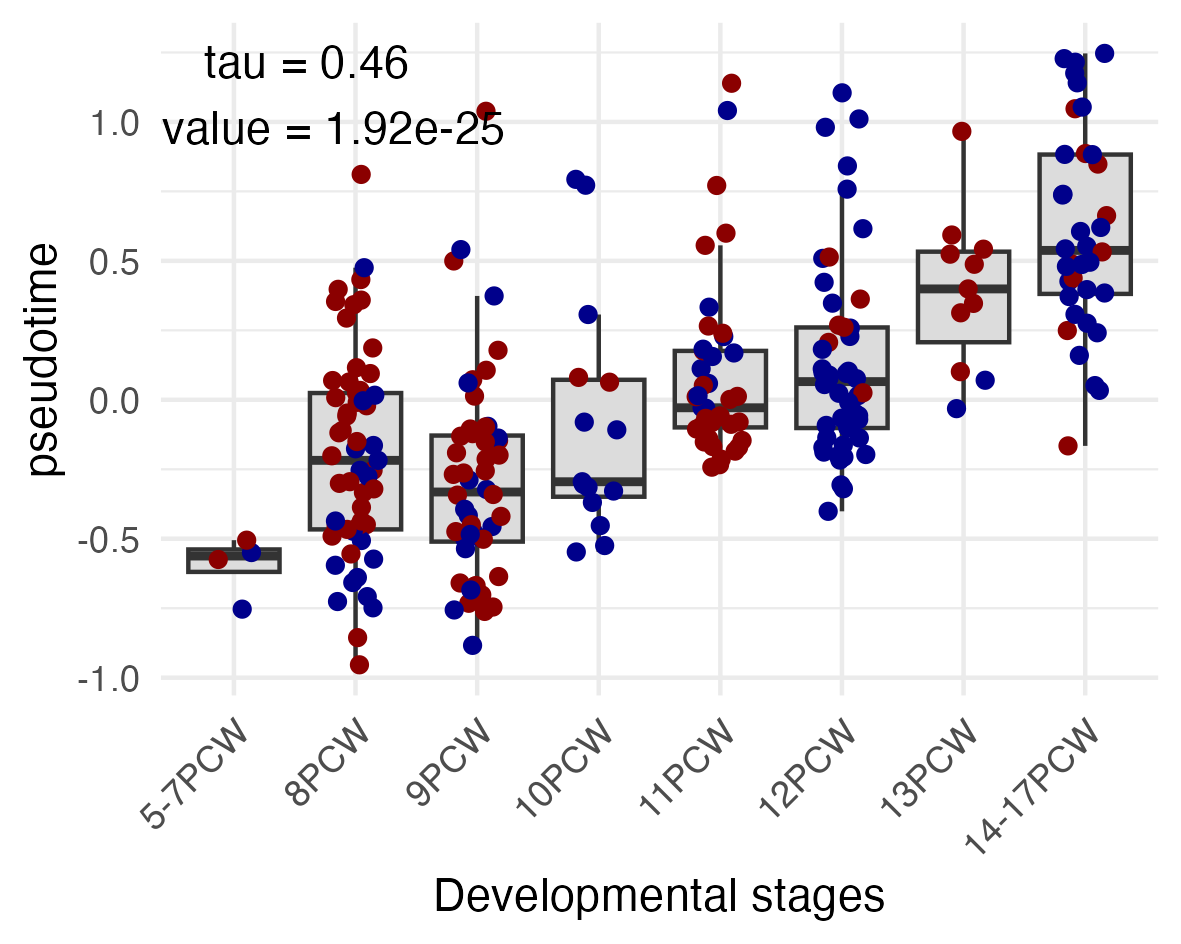 tau = 0.46
value = 1.92e-25
1.0
0.5
0.0
-0.5
-1.0
pseudotime
5-7PCW
8PCW
9PCW
10PCW
11PCW
12PCW
13PCW
14-17PCW
Developmental stages